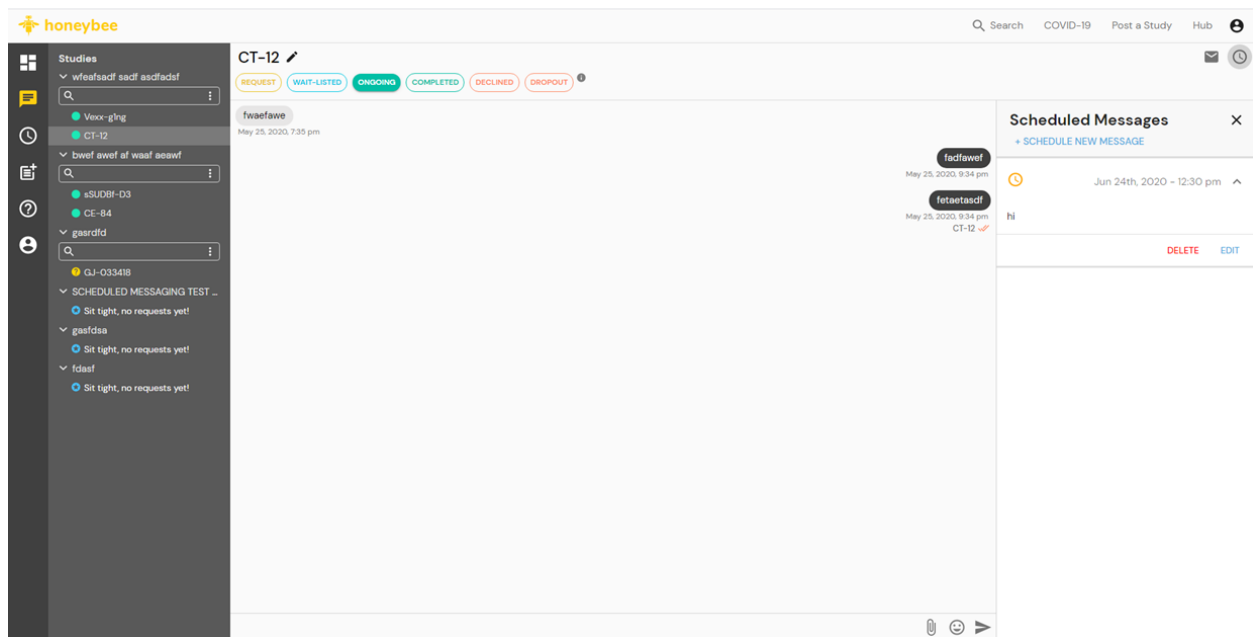 honeybee
Search COVID-19 Post a Study Hub
Studies
wfeafsadf sadf asdfadsf
Vexx-g1ng
CT-12
bwef awef af waaf aeawf
sSUDBf-D3
CE-84
gasrdfd
GJ-033418
SCHEDULED MESSAGING TEST ...
Sit tight, no requests yet!
gasfdsa
Sit tight, no requests yet!
fdasf
Sit tight, no requests yet!
CT-12
REQUEST WAIT-LISTED ONGOING COMPLETED DECLINED DROPOUT
fwaefawe
May 25, 2020, 7:35 pm
fadfawef
May 25, 2020, 9:34 pm
fetaetasdf
May 25, 2020, 9:34 pm
CT-12
Scheduled Messages
+ SCHEDULE NEW MESSAGE
Jun 24th, 2020 - 12:30 pm
hi
DELETE EDIT